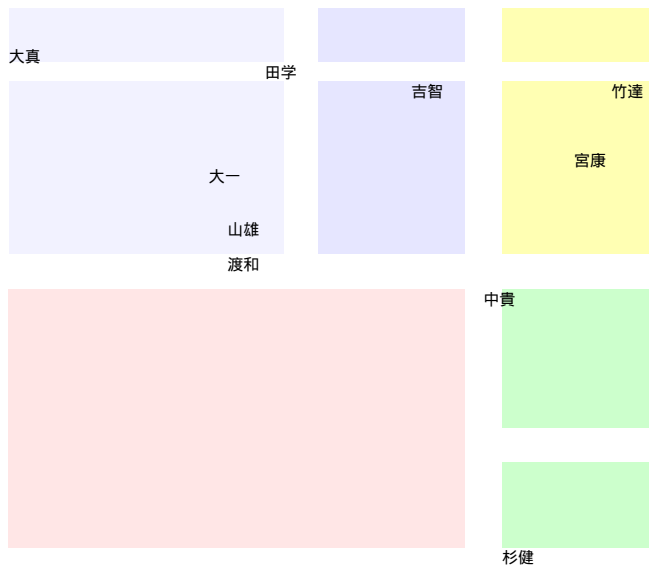 大真
田学
吉智
竹達
宮康
大一
山雄
渡和
中貴
杉健